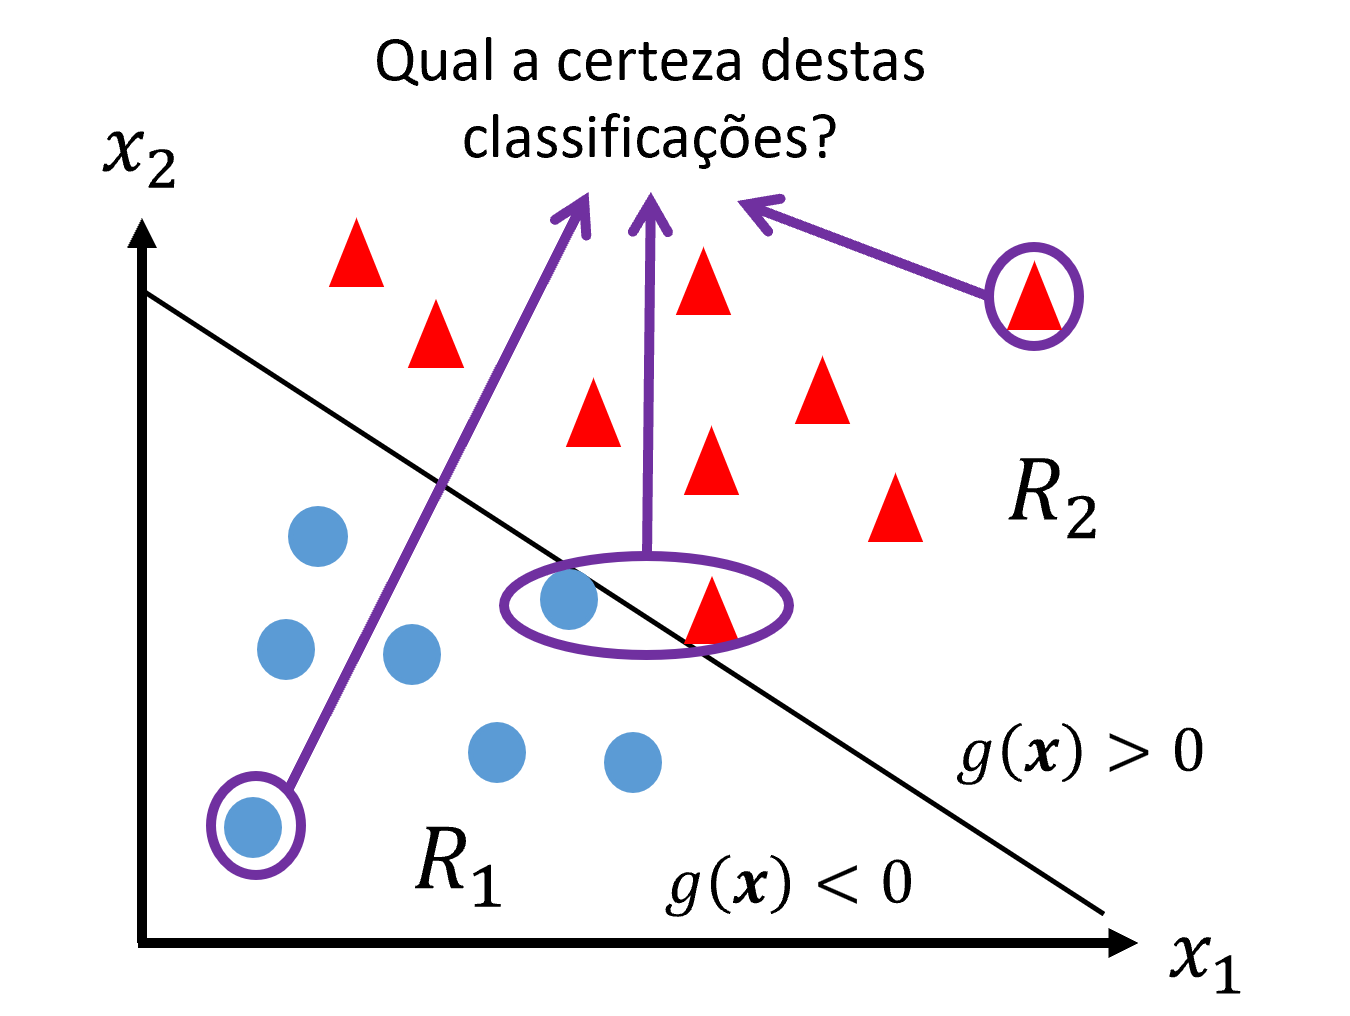 Qual a certeza destas
classificações?
x₂
R₂
g(x) > 0
R₁
g(x) < 0
x₁